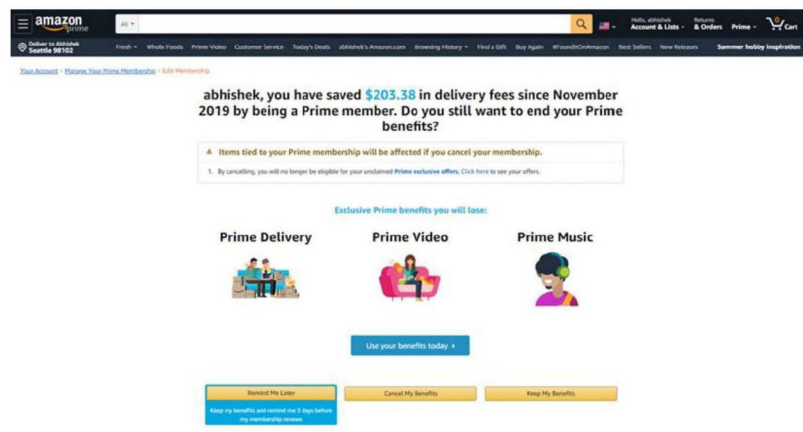 amazon
prime
All
Hello, abhishek
Account & Lists
Returns
& Orders
Prime
0
Cart
Deliver to Abhishek
Seattle 98102
Fresh
Whole Foods
Prime Video
Customer Service
Today's Deals
abhishek's Amazon.com
Browsing History
Find a Gift
Buy Again
#FoundItOnAmazon
Best Sellers
New Releases
Summer hobby inspiration
Your Account › Manage Your Prime Membership › Edit Membership
abhishek, you have saved $203.38 in delivery fees since November
2019 by being a Prime member. Do you still want to end your Prime
benefits?
Items tied to your Prime membership will be affected if you cancel your membership.
1. By cancelling, you will no longer be eligible for your unclaimed Prime exclusive offers. Click here to see your offers.
Exclusive Prime benefits you will lose:
Prime Delivery
Prime Video
Prime Music
Use your benefits today
Remind Me Later
Cancel My Benefits
Keep My Benefits
Keep my benefits and remind me 3 days before
my membership renews